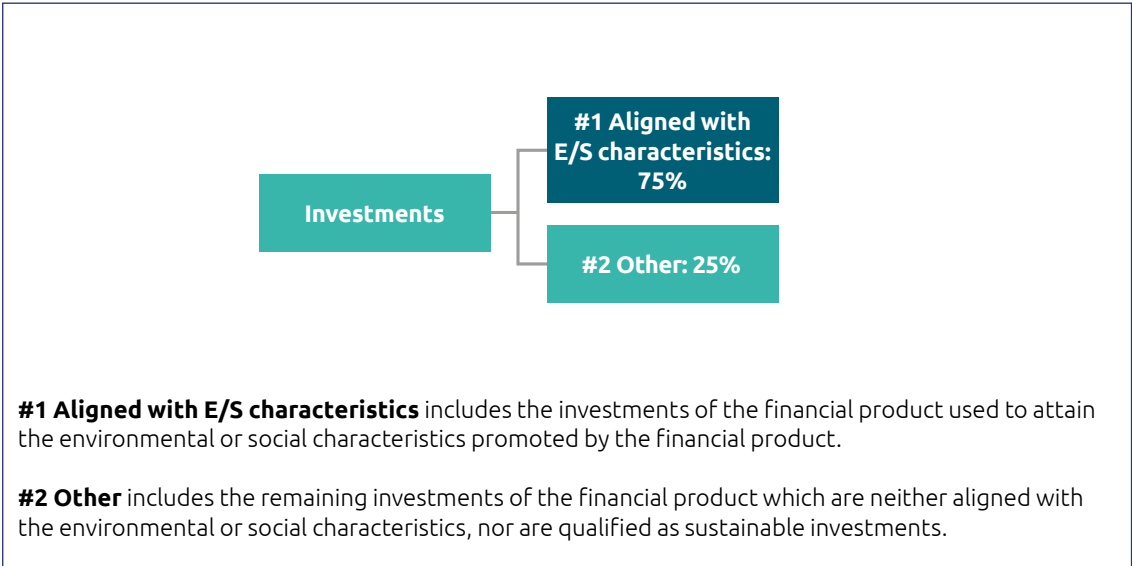 #1 Aligned with
E/S characteristics:
75%
Investments
#2 Other: 25%
#1 Aligned with E/S characteristics includes the investments of the financial product used to attain
the environmental or social characteristics promoted by the financial product.
#2 Other includes the remaining investments of the financial product which are neither aligned with
the environmental or social characteristics, nor are qualified as sustainable investments.